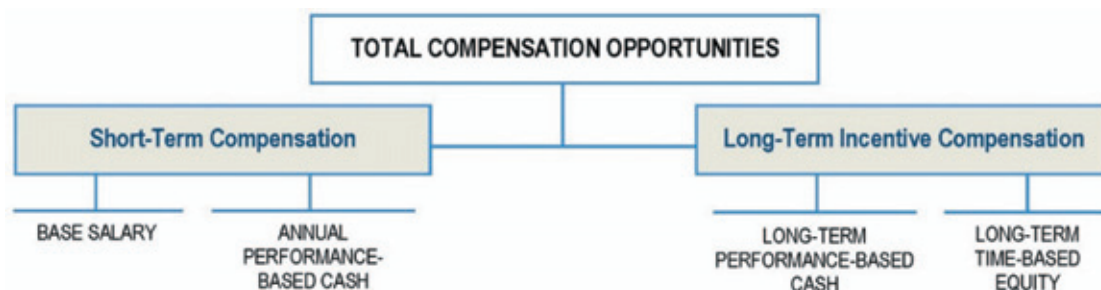 TOTAL COMPENSATION OPPORTUNITIES
Short-Term Compensation
Long-Term Incentive Compensation
BASE SALARY
ANNUAL
PERFORMANCE-
BASED CASH
LONG-TERM
PERFORMANCE-BASED
CASH
LONG-TERM
TIME-BASED
EQUITY